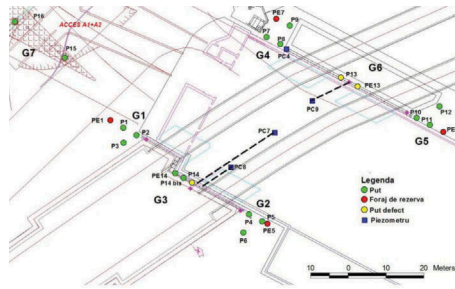 P16
ACCES A1+A3
G7
P15
PE7
P9
P7
P8
G4
PC4
G6
P13
PE13
PC9
P12
P10
P11
PE
G5
PE1
G1
P1
P2
P3
PC7
PC8
PE14
P14
P14 bis
G3
G2
P4
P5
PE5
P6
Legenda
Put
Foraj de rezerva
Put defect
Piezometru
10 0 10 20 Meters